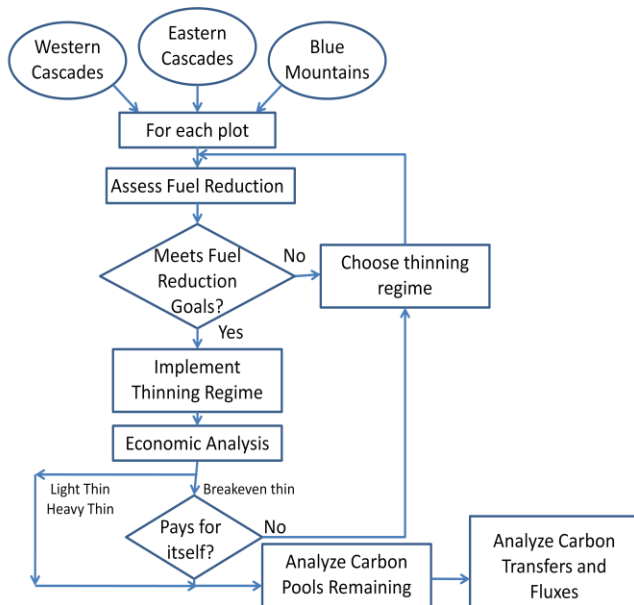 Western
Cascades
Eastern
Cascades
Blue
Mountains
For each plot
Assess Fuel Reduction
Meets Fuel
Reduction
Goals?
No
Choose thinning
regime
Yes
Implement
Thinning Regime
Economic Analysis
Light Thin
Heavy Thin
Breakeven thin
Pays for
itself?
No
Analyze Carbon
Pools Remaining
Analyze Carbon
Transfers and
Fluxes